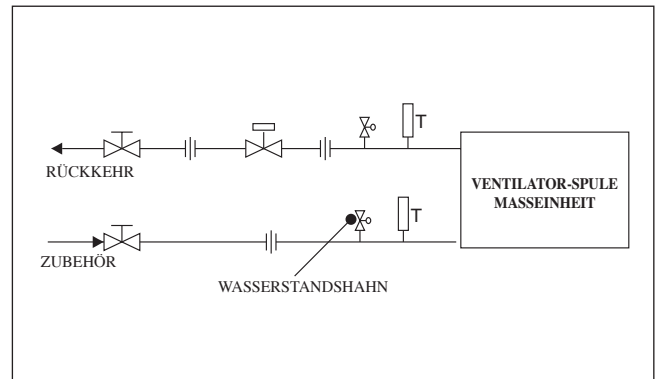 T
RÜCKKEHR
VENTILATOR-SPULE
MASSEINHEIT
T
ZUBEHÖR
WASSERSTANDSHAHN